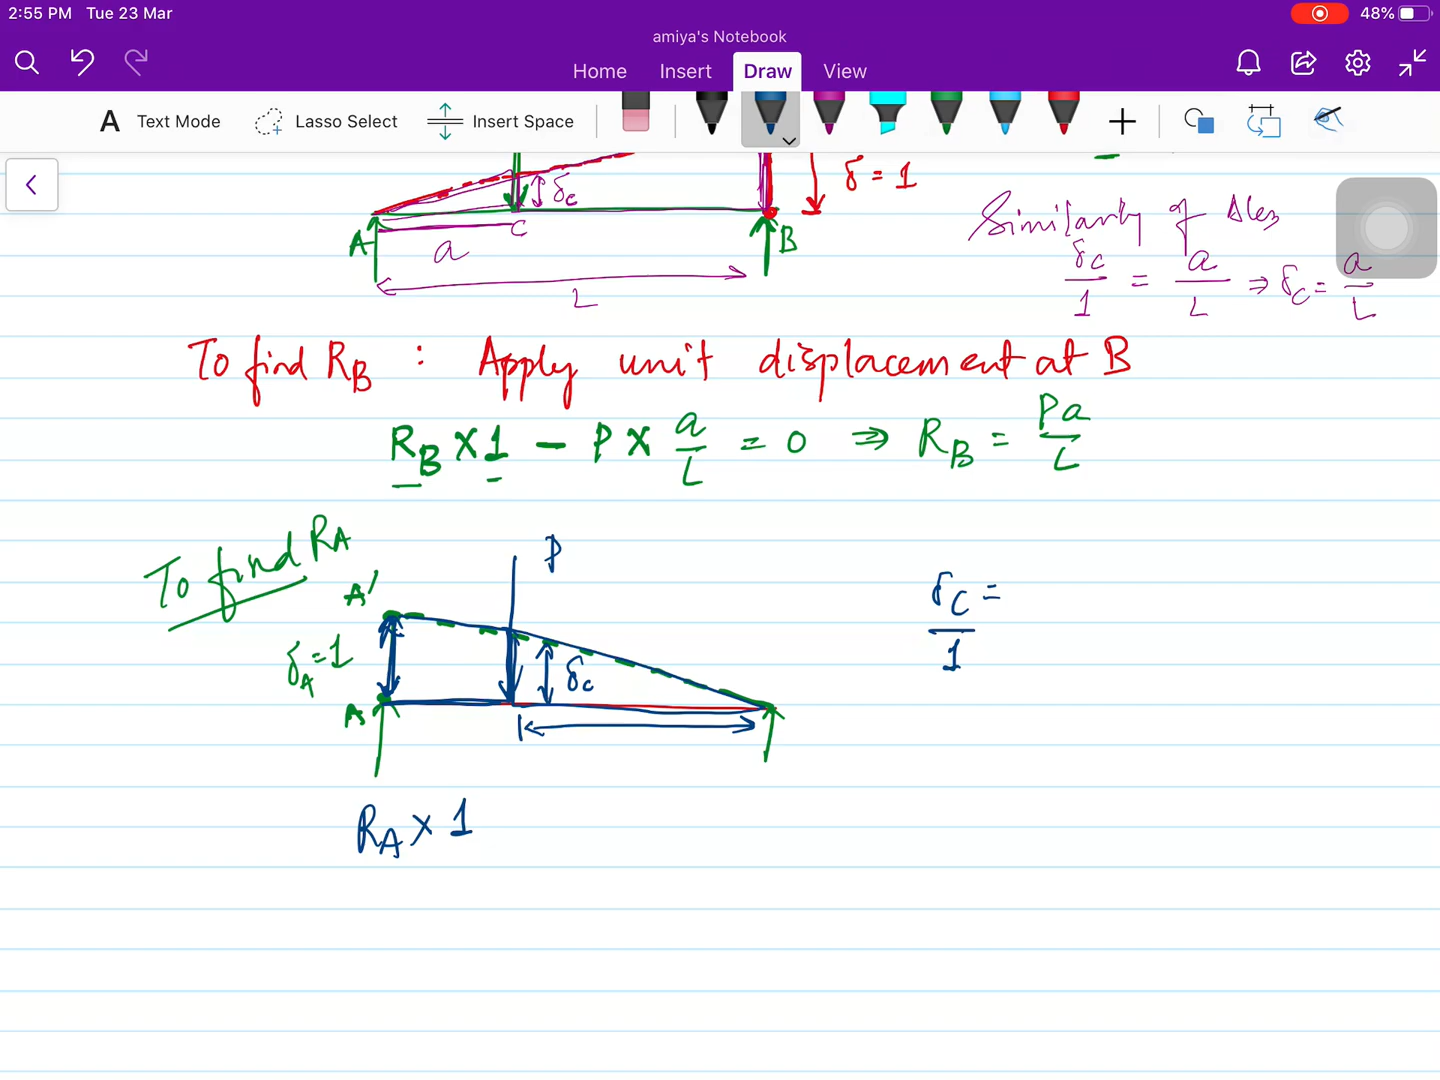 2:55 PM Tue 23 Mar
48%
amiya's Notebook
Home Insert Draw View
A Text Mode Lasso Select Insert Space
δc
δ = 1
A
a
C
B
L
Similarity of Δles
δc/1 = a/L ⇒ δc = a/L
To find RB : Apply unit displacement at B
RB × 1 − P × a/L = 0 ⇒ RB = Pa/L
To find RA
P
A'
δA = 1
δc
A
δc/1 =
RA × 1